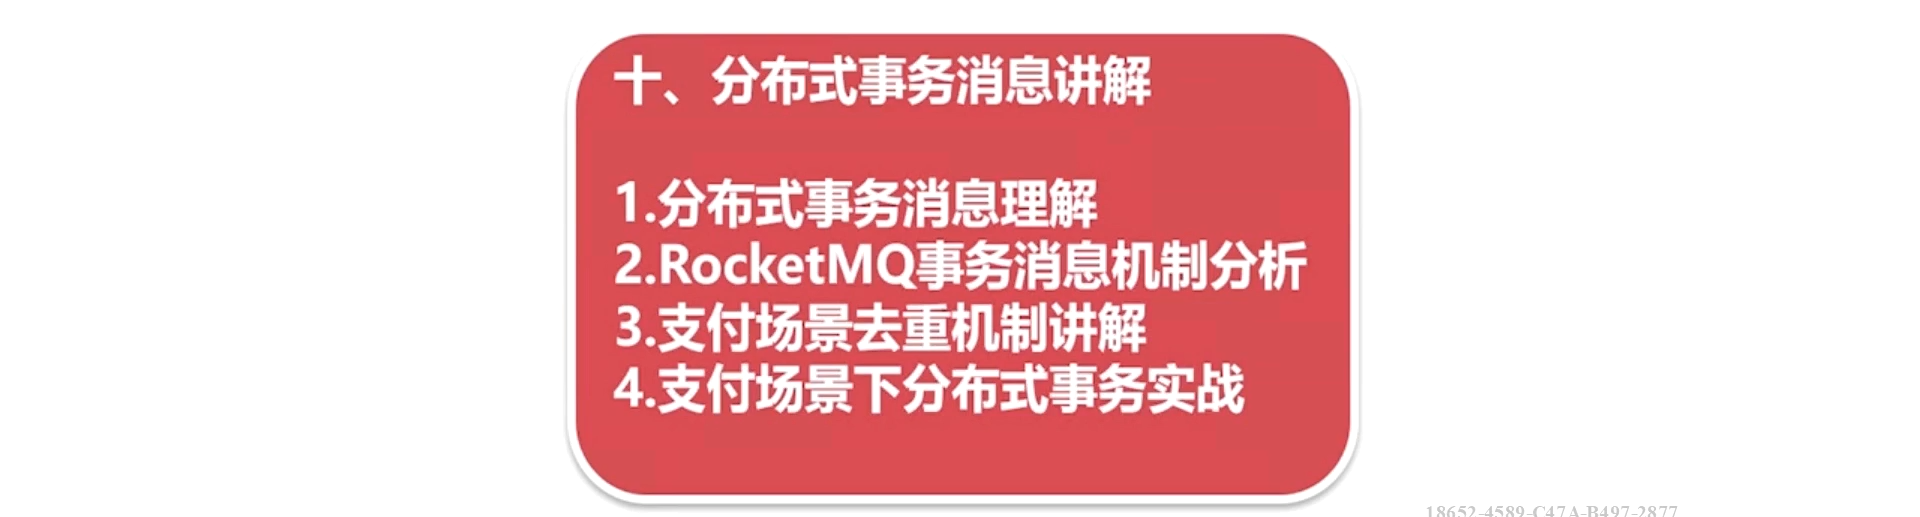 十、分布式事务消息讲解
1.分布式事务消息理解
2.RocketMQ事务消息机制分析
3.支付场景去重机制讲解
4.支付场景下分布式事务实战
18652-4589-C47A-B497-2877